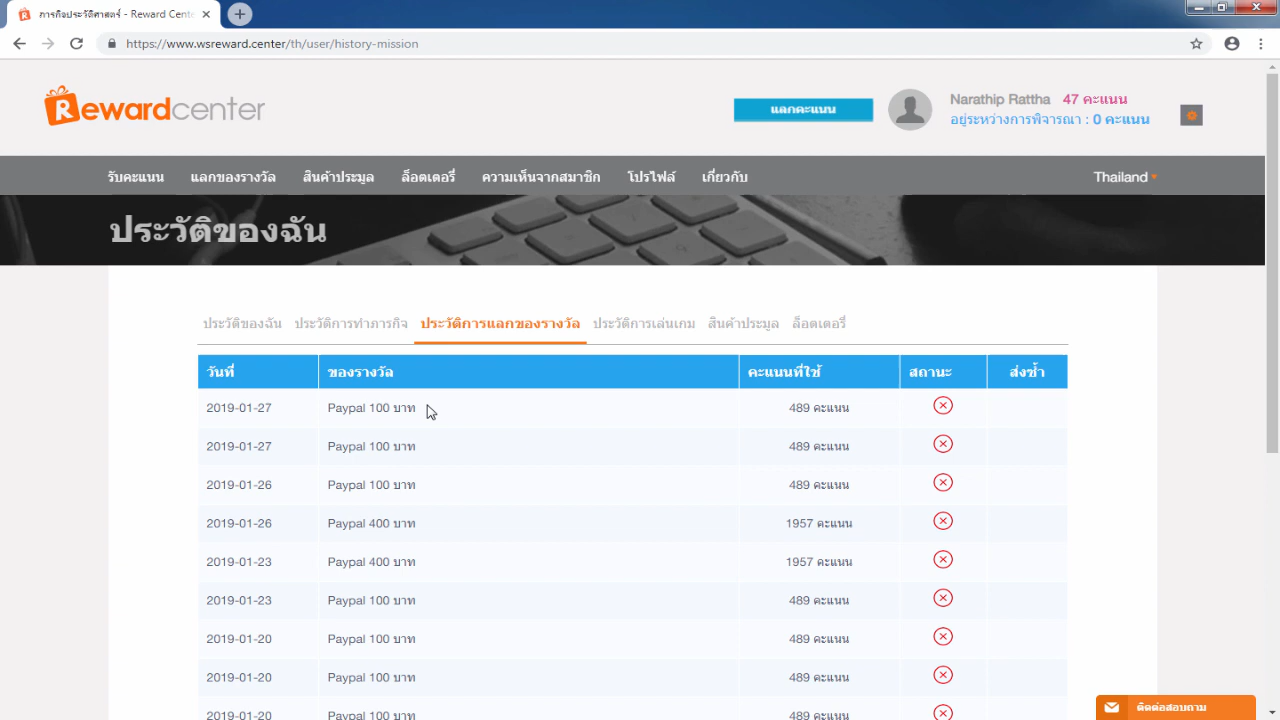 ภารกิจประวัติศาสตร์ - Reward Cente
https://www.wsreward.center/th/user/history-mission
Rewardcenter
แลกคะแนน
Narathip Rattha 47 คะแนน
อยู่ระหว่างการพิจารณา : 0 คะแนน
รับคะแนน แลกของรางวัล สินค้าประมูล ล็อตเตอรี่ ความเห็นจากสมาชิก โปรไฟล์ เกี่ยวกับ Thailand
ประวัติของฉัน
ประวัติของฉัน ประวัติการทำภารกิจ ประวัติการแลกของรางวัล ประวัติการเล่นเกม สินค้าประมูล ล็อตเตอรี่
วันที่ ของรางวัล คะแนนที่ใช้ สถานะ ส่งซ้ำ
2019-01-27 Paypal 100 บาท 489 คะแนน
2019-01-27 Paypal 100 บาท 489 คะแนน
2019-01-26 Paypal 100 บาท 489 คะแนน
2019-01-26 Paypal 400 บาท 1957 คะแนน
2019-01-23 Paypal 400 บาท 1957 คะแนน
2019-01-23 Paypal 100 บาท 489 คะแนน
2019-01-20 Paypal 100 บาท 489 คะแนน
2019-01-20 Paypal 100 บาท 489 คะแนน
2019-01-20 Paypal 100 บาท 489 คะแนน
ติดต่อสอบถาม